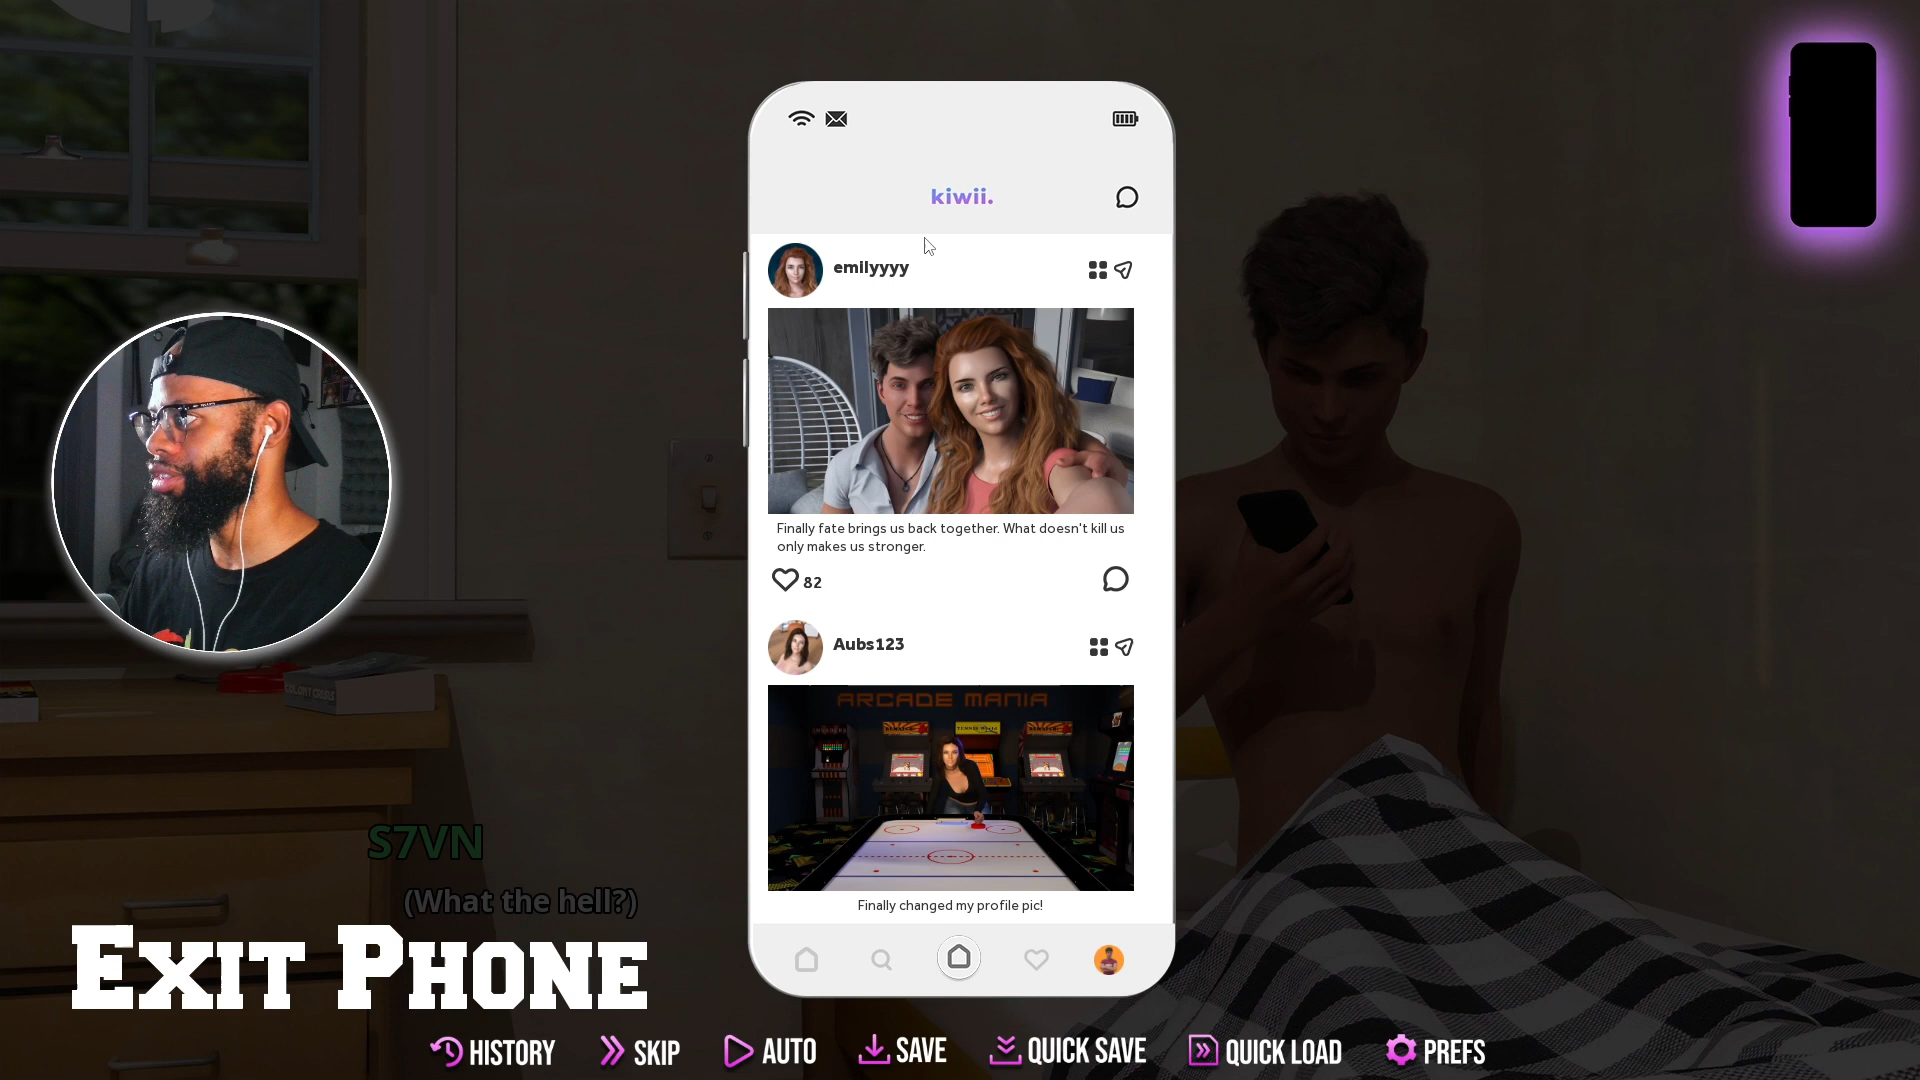 kiwii.
emilyyyy
Finally fate brings us back together. What doesn't kill us
only makes us stronger.
82
Aubs123
ARCADE MANIA
Finally changed my profile pic!
COLONY CRISIS
S7VN
(What the hell?)
EXIT PHONE
HISTORY
SKIP
AUTO
SAVE
QUICK SAVE
QUICK LOAD
PREFS